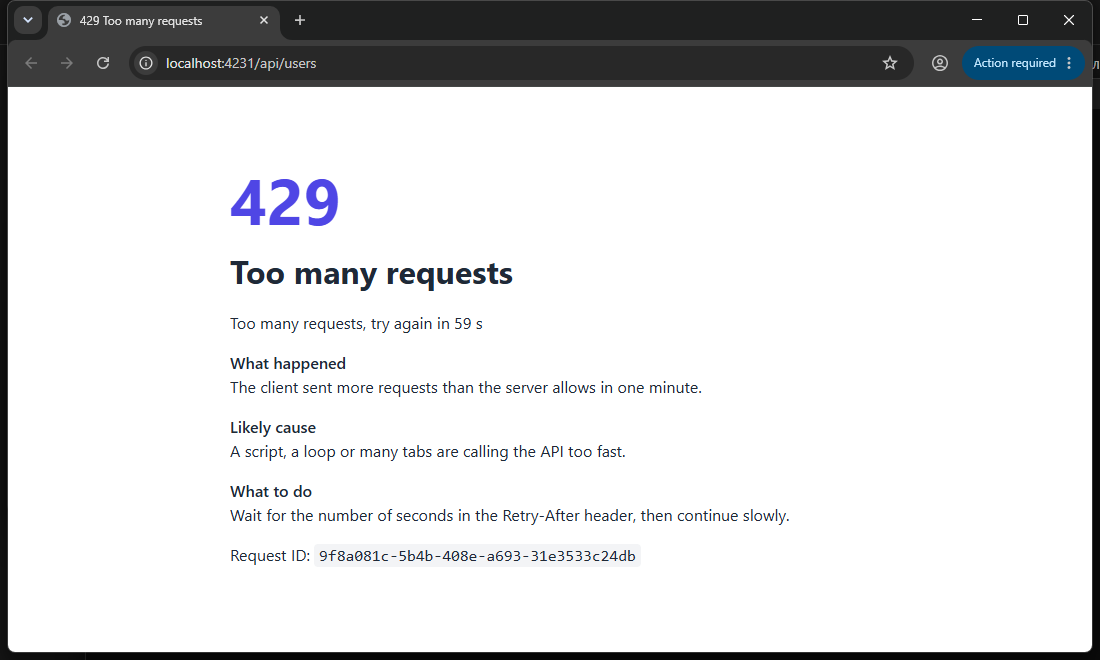 429 Too many requests
localhost:4231/api/users
Action required
429
Too many requests
Too many requests, try again in 59 s
What happened
The client sent more requests than the server allows in one minute.
Likely cause
A script, a loop or many tabs are calling the API too fast.
What to do
Wait for the number of seconds in the Retry-After header, then continue slowly.
Request ID: 9f8a081c-5b4b-408e-a693-31e3533c24db